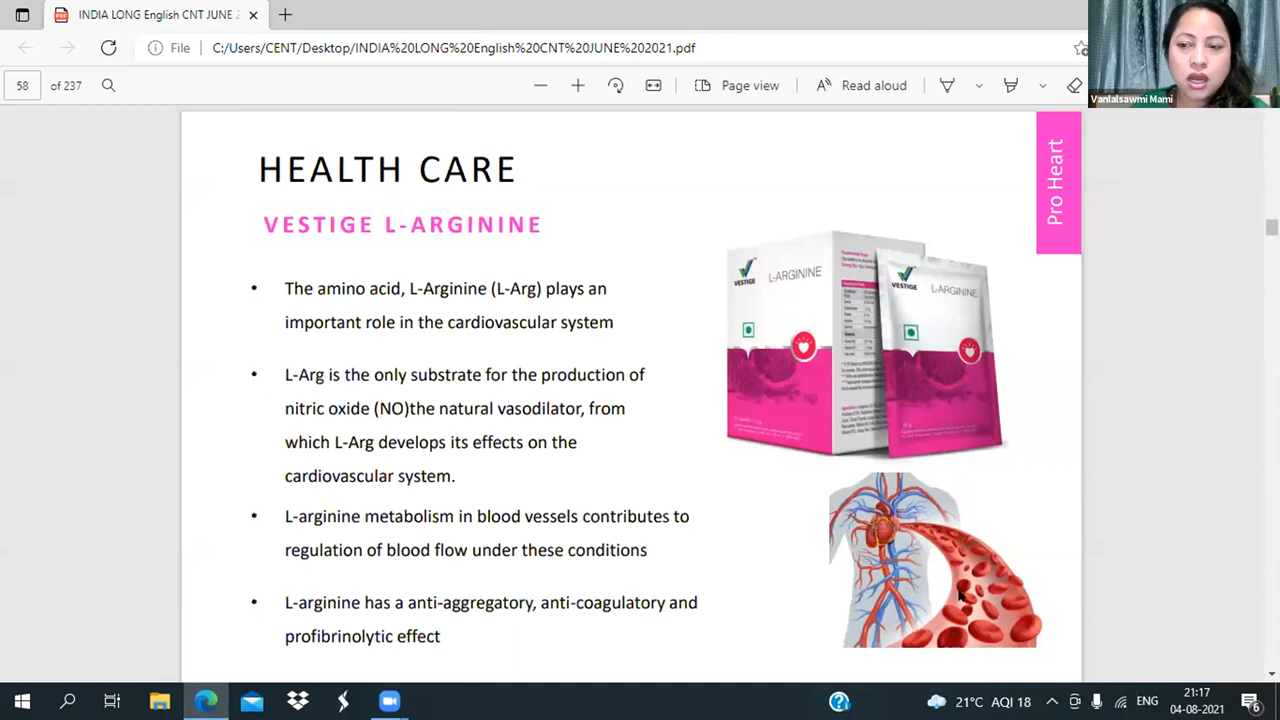 INDIA LONG English CNT JUNE 2
File
C:/Users/CENT/Desktop/INDIA%20LONG%20English%20CNT%20JUNE%202021.pdf
58 of 237
Page view
Read aloud
Vanlalsawmi Mami
Pro Heart
HEALTH CARE
VESTIGE L-ARGININE
• The amino acid, L-Arginine (L-Arg) plays an
important role in the cardiovascular system
• L-Arg is the only substrate for the production of
nitric oxide (NO)the natural vasodilator, from
which L-Arg develops its effects on the
cardiovascular system.
• L-arginine metabolism in blood vessels contributes to
regulation of blood flow under these conditions
• L-arginine has a anti-aggregatory, anti-coagulatory and
profibrinolytic effect
VESTIGE
L-ARGININE
VESTIGE
L-ARGININE
21°C AQI 18
ENG
21:17
04-08-2021
6